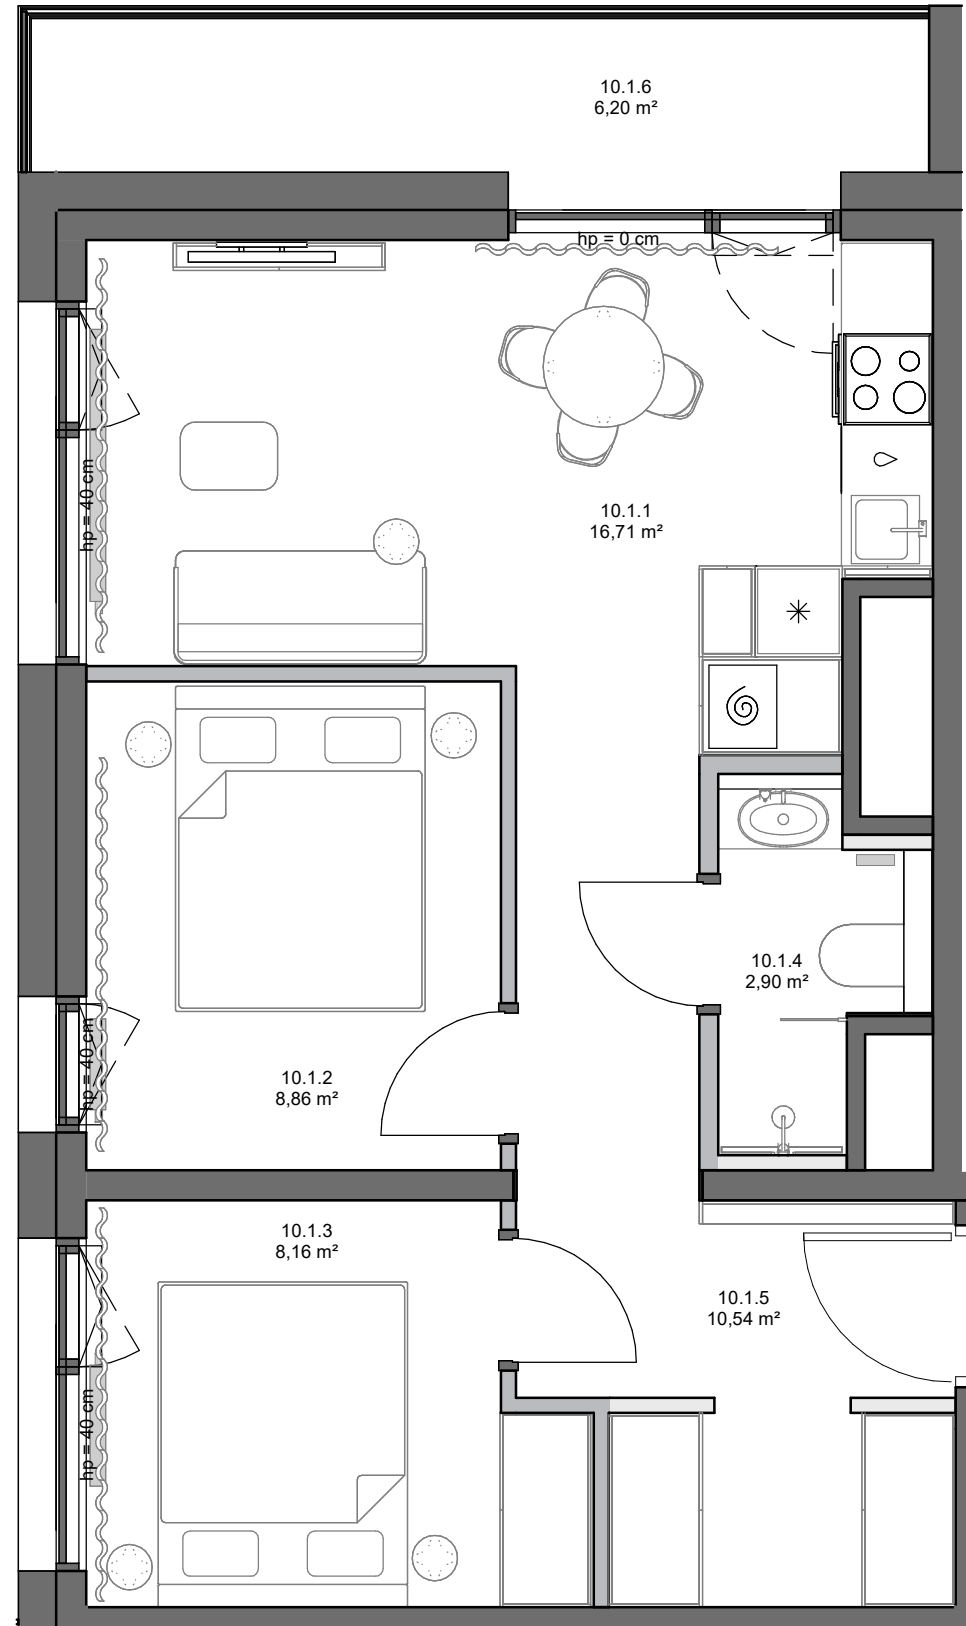 10.1.6
6,20 m²
hp = 0 cm
hp = 40 cm
10.1.1
16,71 m²
10.1.4
2,90 m²
hp = 40 cm
10.1.2
8,86 m²
10.1.3
8,16 m²
10.1.5
10,54 m²
hp = 40 cm